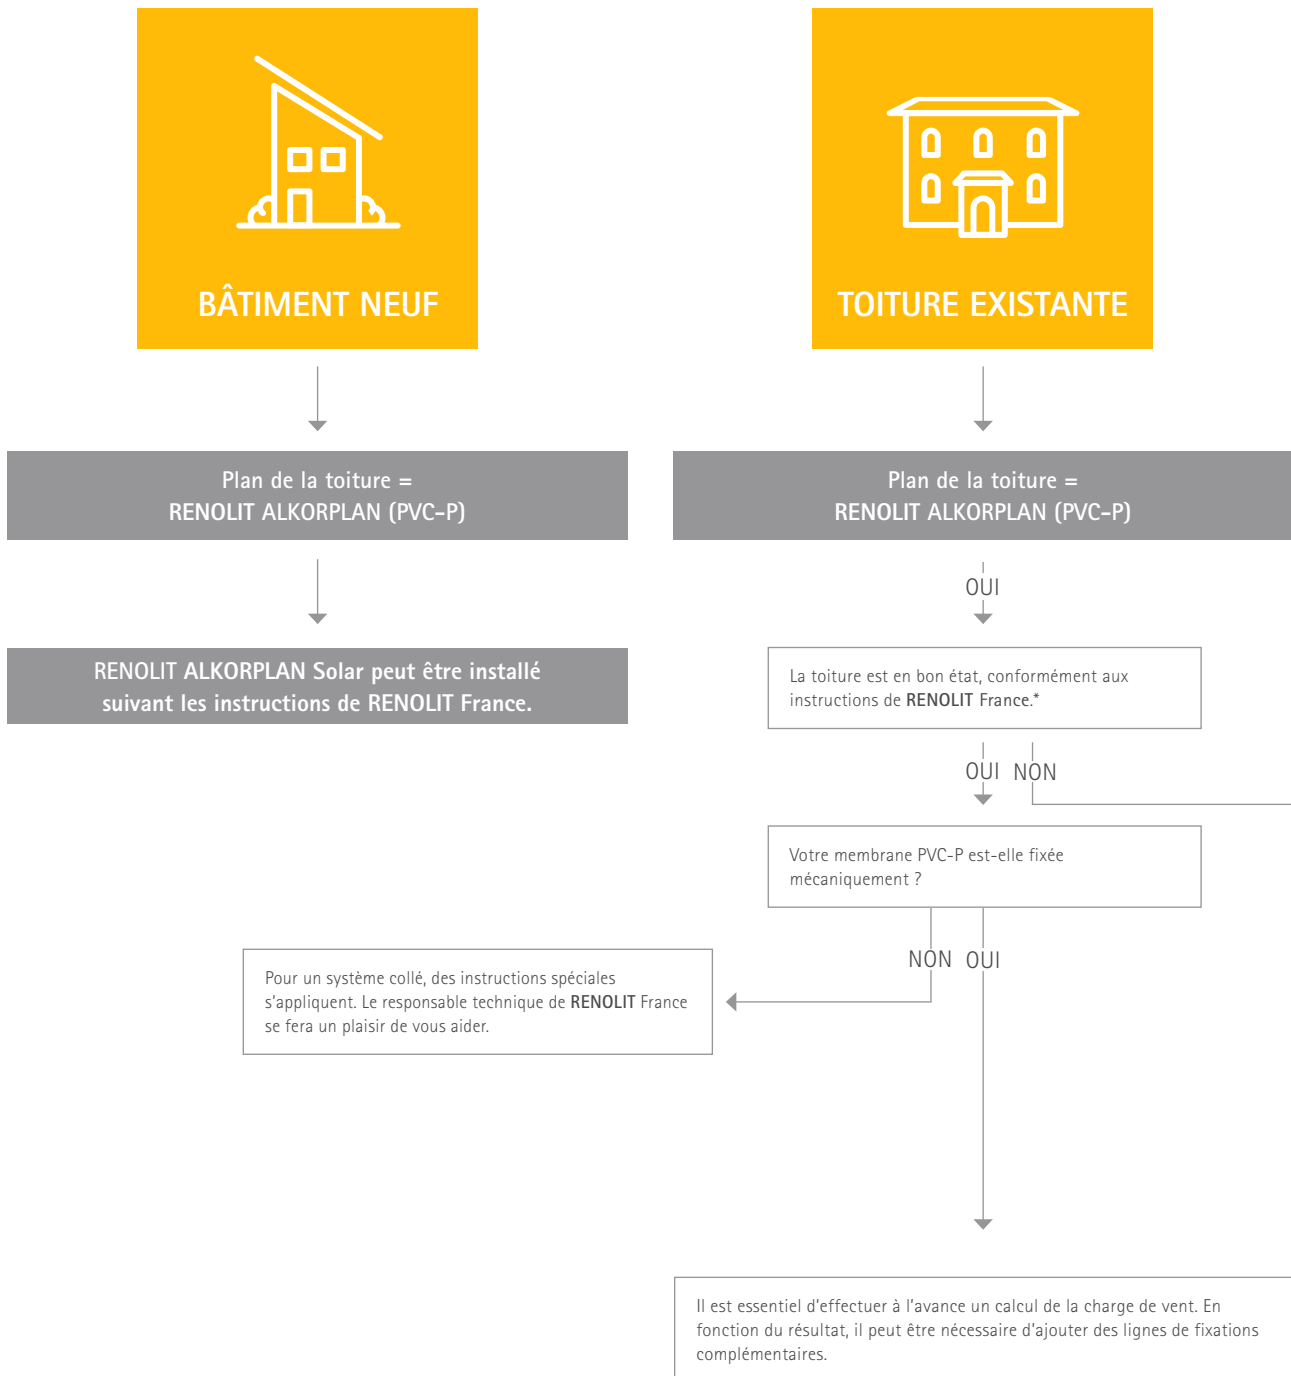 BÂTIMENT NEUF
TOITURE EXISTANTE
Plan de la toiture =
RENOLIT ALKORPLAN (PVC-P)
Plan de la toiture =
RENOLIT ALKORPLAN (PVC-P)
OUI
RENOLIT ALKORPLAN Solar peut être installé
suivant les instructions de RENOLIT France.
La toiture est en bon état, conformément aux
instructions de RENOLIT France.*
OUI NON
Votre membrane PVC-P est-elle fixée
mécaniquement ?
NON OUI
Pour un système collé, des instructions spéciales
s'appliquent. Le responsable technique de RENOLIT France
se fera un plaisir de vous aider.
Il est essentiel d'effectuer à l'avance un calcul de la charge de vent. En
fonction du résultat, il peut être nécessaire d'ajouter des lignes de fixations
complémentaires.